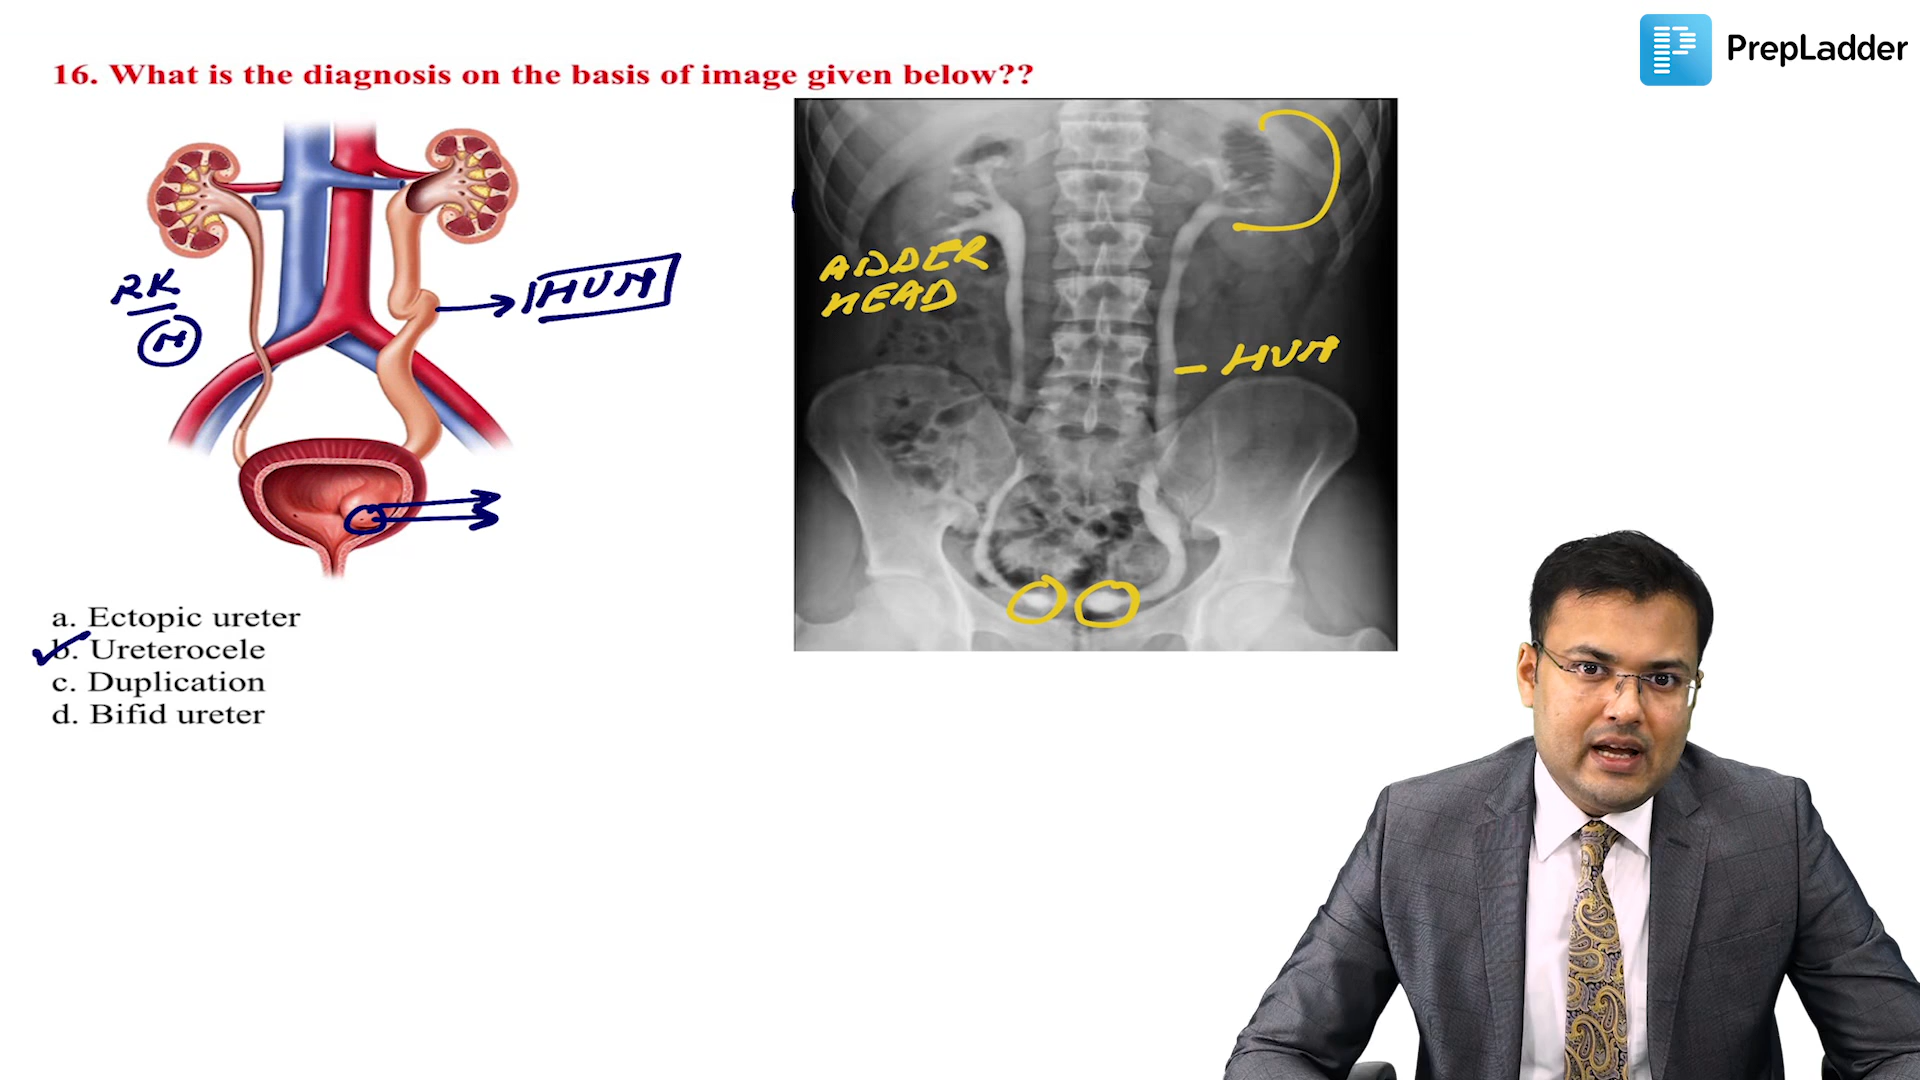 PrepLadder
16. What is the diagnosis on the basis of image given below??
RK
N
HUN
ADDER
HEAD
HUN
a. Ectopic ureter
b. Ureterocele
c. Duplication
d. Bifid ureter